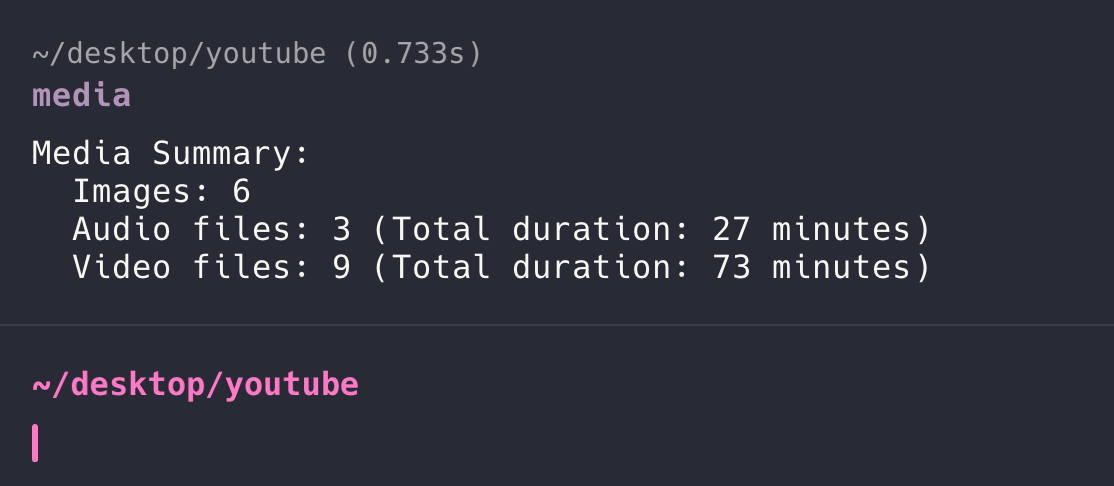 ~/desktop/youtube (0.733s)
media
Media Summary:
  Images: 6
  Audio files: 3 (Total duration: 27 minutes)
  Video files: 9 (Total duration: 73 minutes)
~/desktop/youtube